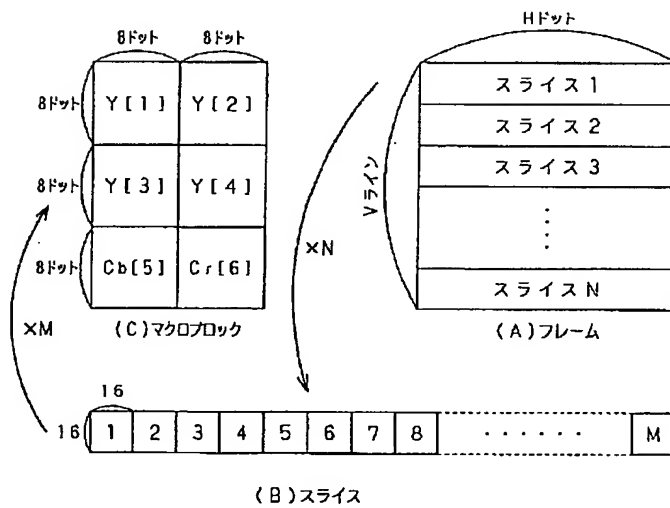 8ドット 8ドット
8ドット Y[1] Y[2]
8ドット Y[3] Y[4]
8ドット Cb[5] Cr[6]
(C)マクロブロック
×M
×N
Hドット
Vライン
スライス1
スライス2
スライス3
⋮
スライスN
(A)フレーム
16
16 1 2 3 4 5 6 7 8 ・・・・・・ M
(B)スライス